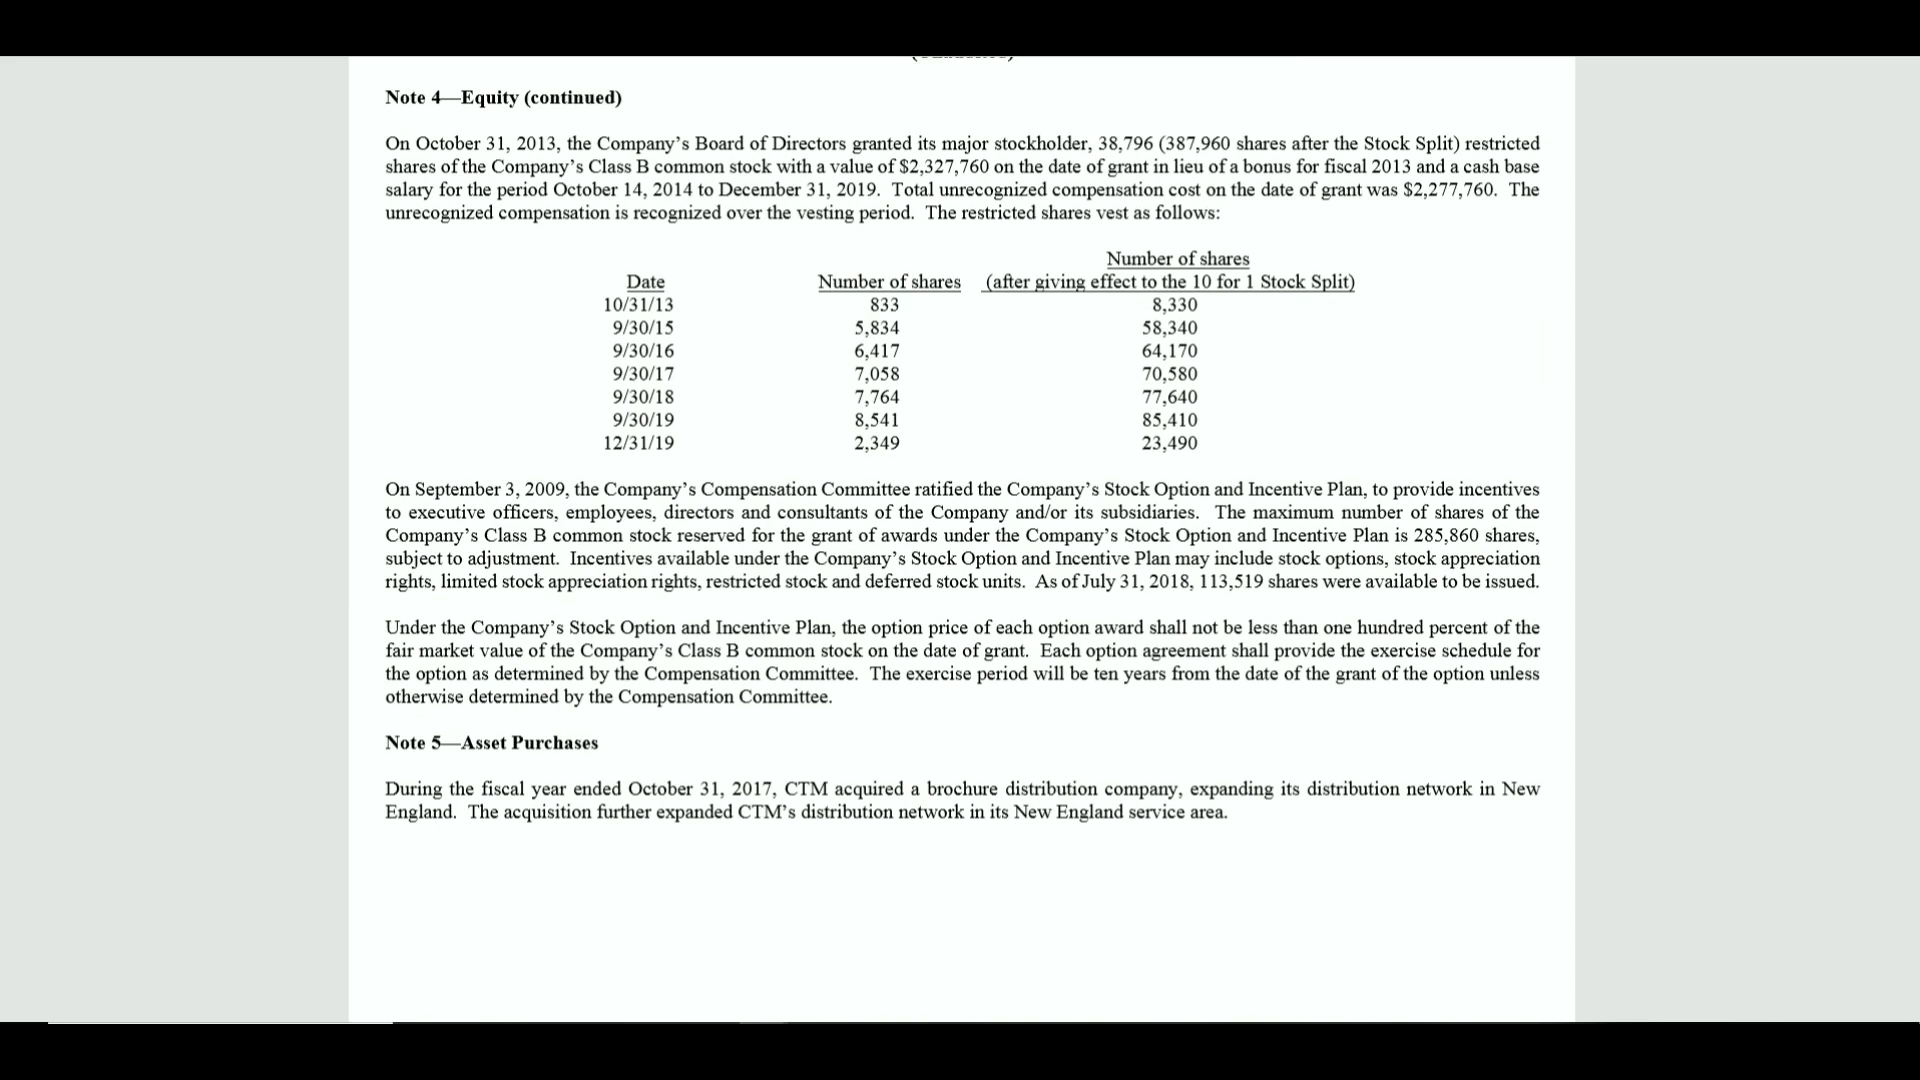 Note 4—Equity (continued)
On October 31, 2013, the Company’s Board of Directors granted its major stockholder, 38,796 (387,960 shares after the Stock Split) restricted
shares of the Company’s Class B common stock with a value of $2,327,760 on the date of grant in lieu of a bonus for fiscal 2013 and a cash base
salary for the period October 14, 2014 to December 31, 2019. Total unrecognized compensation cost on the date of grant was $2,277,760. The
unrecognized compensation is recognized over the vesting period. The restricted shares vest as follows:
Number of shares
Date Number of shares (after giving effect to the 10 for 1 Stock Split)
10/31/13 833 8,330
9/30/15 5,834 58,340
9/30/16 6,417 64,170
9/30/17 7,058 70,580
9/30/18 7,764 77,640
9/30/19 8,541 85,410
12/31/19 2,349 23,490
On September 3, 2009, the Company’s Compensation Committee ratified the Company’s Stock Option and Incentive Plan, to provide incentives
to executive officers, employees, directors and consultants of the Company and/or its subsidiaries. The maximum number of shares of the
Company’s Class B common stock reserved for the grant of awards under the Company’s Stock Option and Incentive Plan is 285,860 shares,
subject to adjustment. Incentives available under the Company’s Stock Option and Incentive Plan may include stock options, stock appreciation
rights, limited stock appreciation rights, restricted stock and deferred stock units. As of July 31, 2018, 113,519 shares were available to be issued.
Under the Company’s Stock Option and Incentive Plan, the option price of each option award shall not be less than one hundred percent of the
fair market value of the Company’s Class B common stock on the date of grant. Each option agreement shall provide the exercise schedule for
the option as determined by the Compensation Committee. The exercise period will be ten years from the date of the grant of the option unless
otherwise determined by the Compensation Committee.
Note 5—Asset Purchases
During the fiscal year ended October 31, 2017, CTM acquired a brochure distribution company, expanding its distribution network in New
England. The acquisition further expanded CTM’s distribution network in its New England service area.